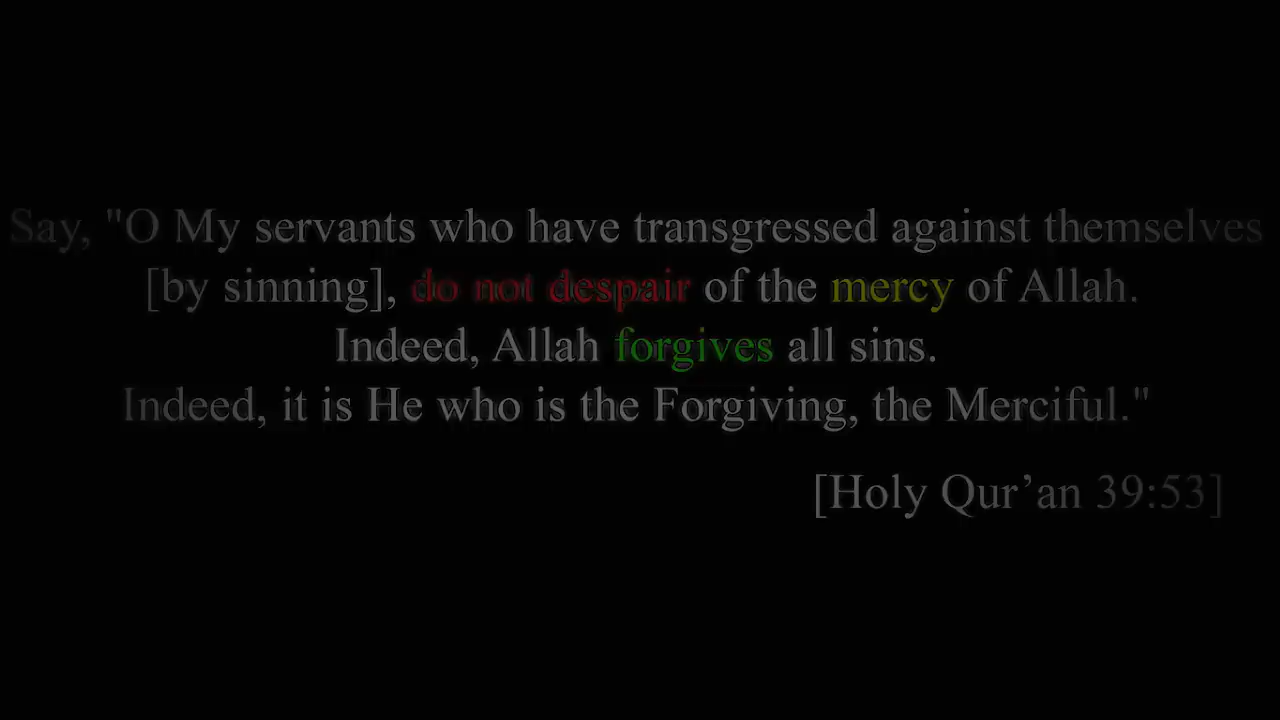 Say, "O My servants who have transgressed against themselves
[by sinning], do not despair of the mercy of Allah.
Indeed, Allah forgives all sins.
Indeed, it is He who is the Forgiving, the Merciful."
[Holy Qur’an 39:53]